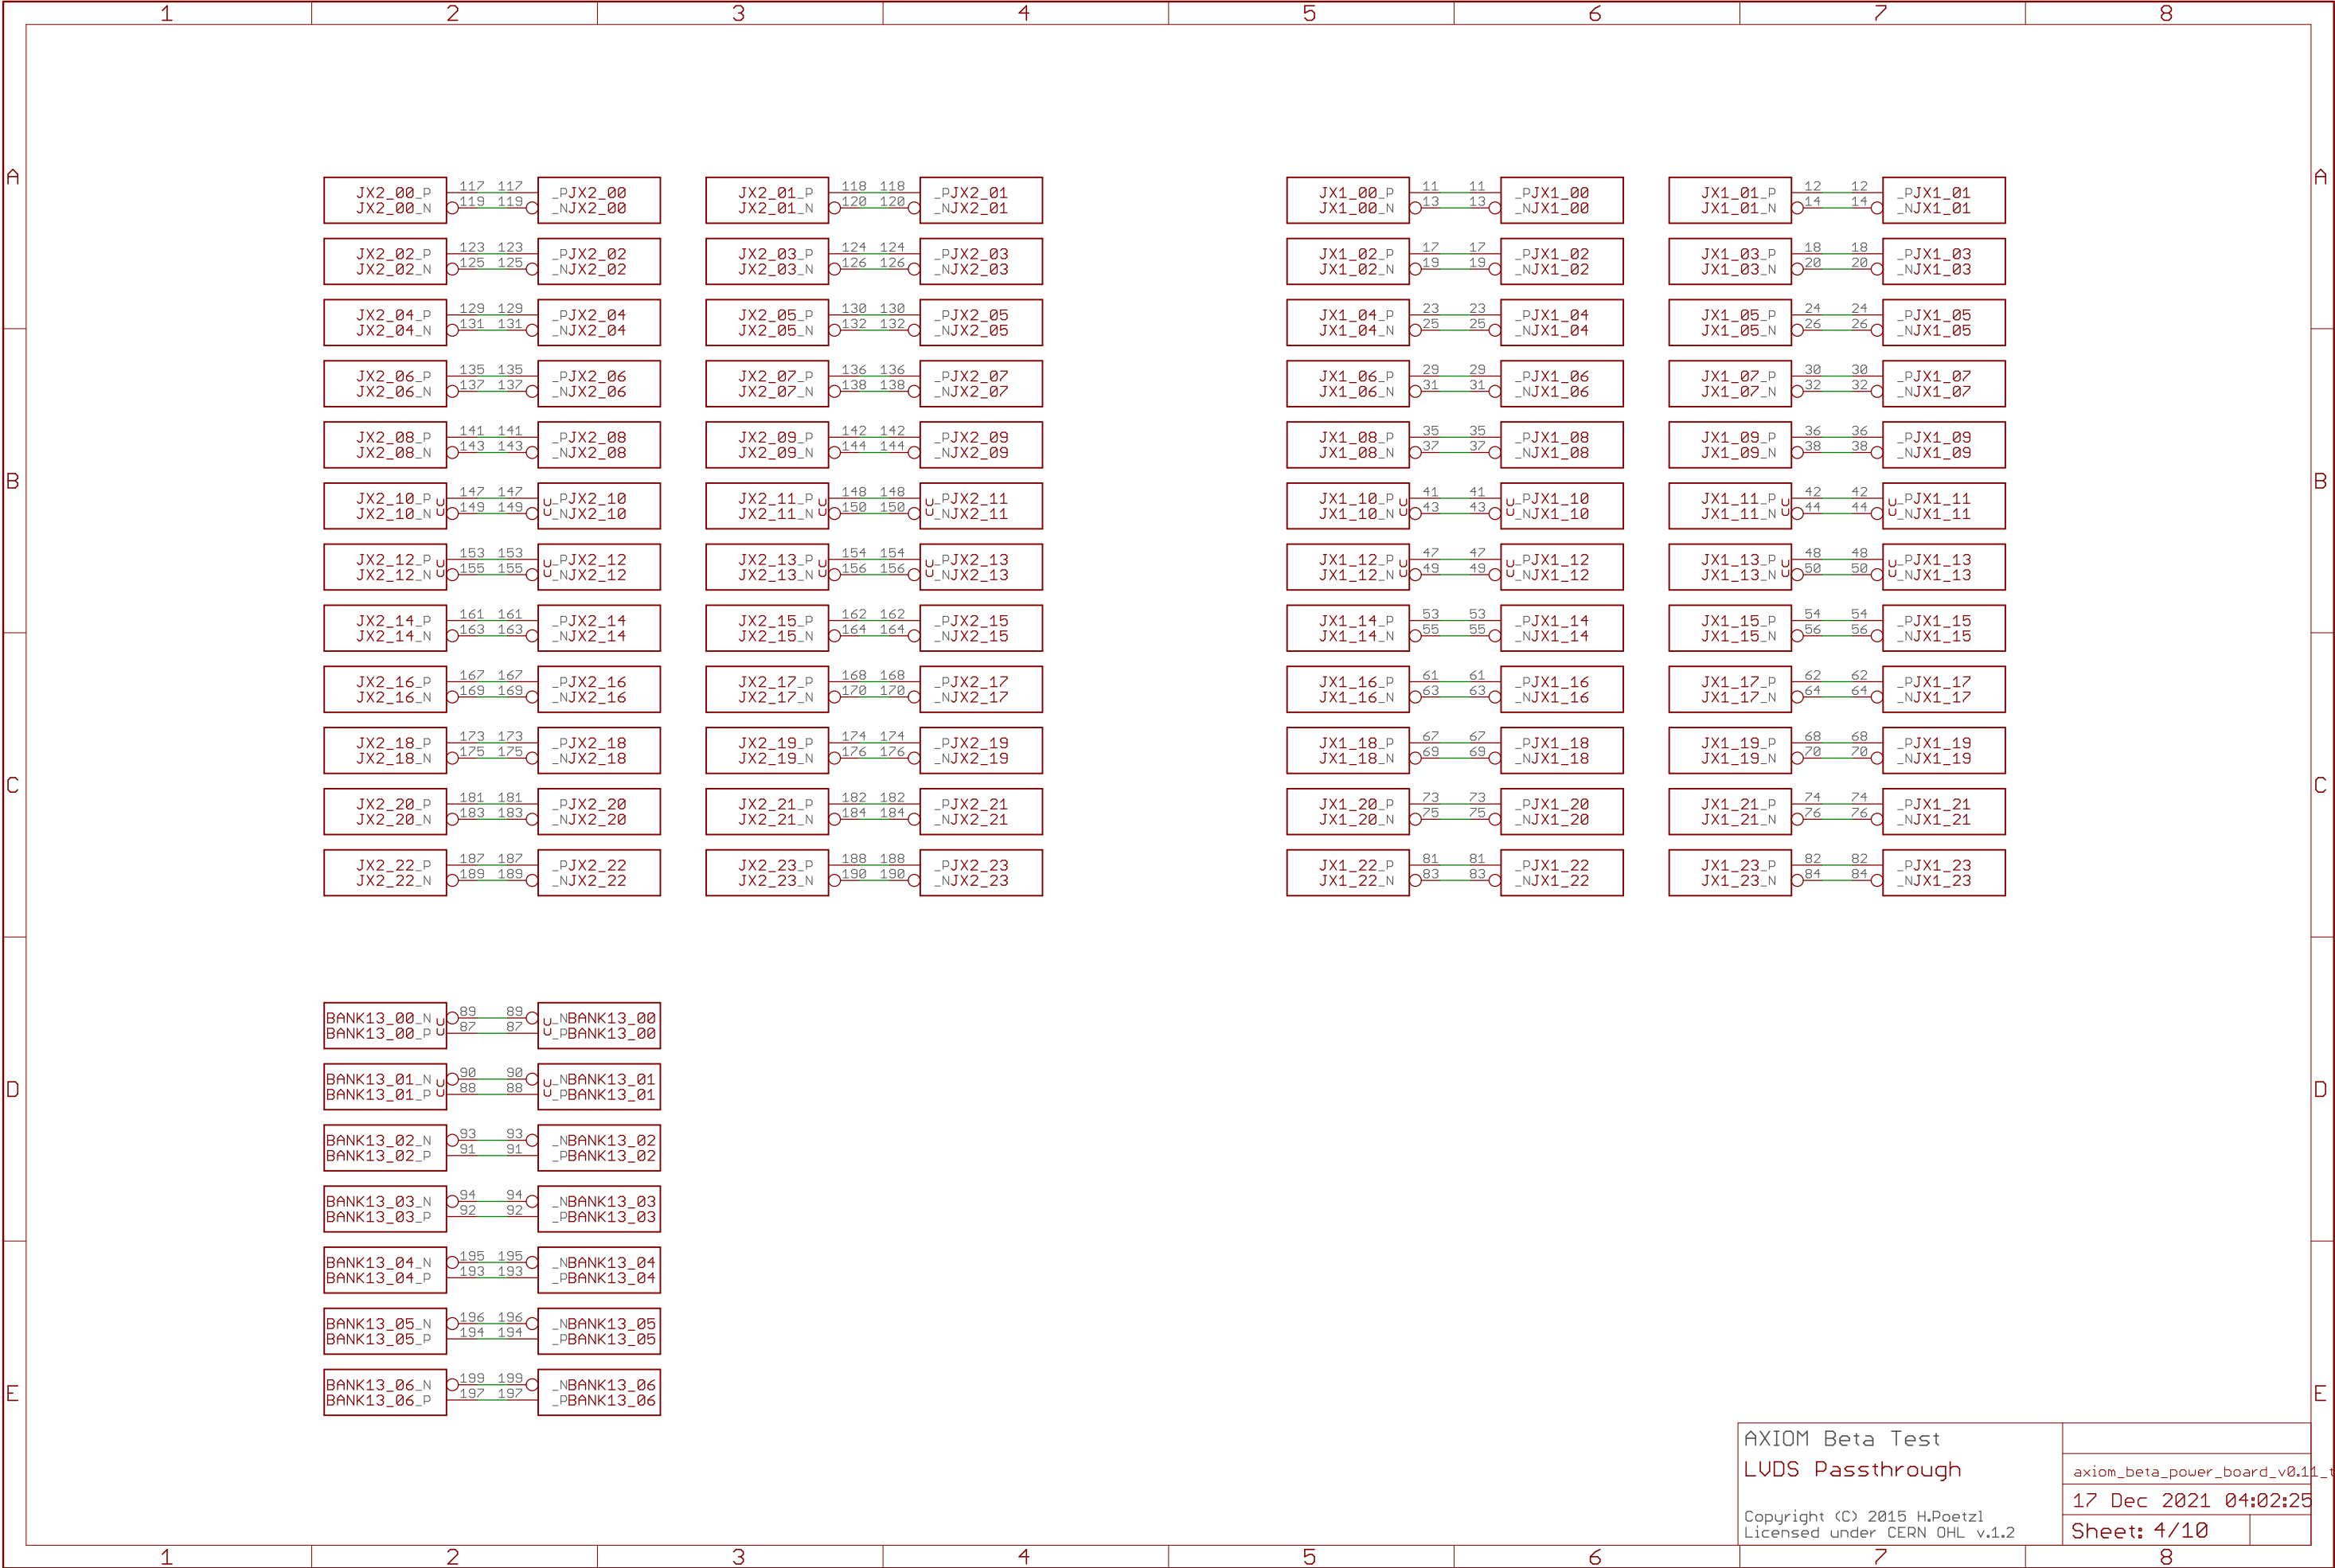 1 2 3 4 5 6 7 8
A A
JX2_00_P 117 117 _PJX2_00 JX2_01_P 118 118 _PJX2_01 JX1_00_P 11 11 _PJX1_00 JX1_01_P 12 12 _PJX1_01
JX2_00_N 119 119 _NJX2_00 JX2_01_N 120 120 _NJX2_01 JX1_00_N 13 13 _NJX1_00 JX1_01_N 14 14 _NJX1_01
JX2_02_P 123 123 _PJX2_02 JX2_03_P 124 124 _PJX2_03 JX1_02_P 17 17 _PJX1_02 JX1_03_P 18 18 _PJX1_03
JX2_02_N 125 125 _NJX2_02 JX2_03_N 126 126 _NJX2_03 JX1_02_N 19 19 _NJX1_02 JX1_03_N 20 20 _NJX1_03
JX2_04_P 129 129 _PJX2_04 JX2_05_P 130 130 _PJX2_05 JX1_04_P 23 23 _PJX1_04 JX1_05_P 24 24 _PJX1_05
JX2_04_N 131 131 _NJX2_04 JX2_05_N 132 132 _NJX2_05 JX1_04_N 25 25 _NJX1_04 JX1_05_N 26 26 _NJX1_05
JX2_06_P 135 135 _PJX2_06 JX2_07_P 136 136 _PJX2_07 JX1_06_P 29 29 _PJX1_06 JX1_07_P 30 30 _PJX1_07
JX2_06_N 137 137 _NJX2_06 JX2_07_N 138 138 _NJX2_07 JX1_06_N 31 31 _NJX1_06 JX1_07_N 32 32 _NJX1_07
JX2_08_P 141 141 _PJX2_08 JX2_09_P 142 142 _PJX2_09 JX1_08_P 35 35 _PJX1_08 JX1_09_P 36 36 _PJX1_09
JX2_08_N 143 143 _NJX2_08 JX2_09_N 144 144 _NJX2_09 JX1_08_N 37 37 _NJX1_08 JX1_09_N 38 38 _NJX1_09
B B
JX2_10_P U 147 147 U_PJX2_10 JX2_11_P U 148 148 U_PJX2_11 JX1_10_P U 41 41 U_PJX1_10 JX1_11_P U 42 42 U_PJX1_11
JX2_10_N U 149 149 U_NJX2_10 JX2_11_N U 150 150 U_NJX2_11 JX1_10_N U 43 43 U_NJX1_10 JX1_11_N U 44 44 U_NJX1_11
JX2_12_P U 153 153 U_PJX2_12 JX2_13_P U 154 154 U_PJX2_13 JX1_12_P U 47 47 U_PJX1_12 JX1_13_P U 48 48 U_PJX1_13
JX2_12_N U 155 155 U_NJX2_12 JX2_13_N U 156 156 U_NJX2_13 JX1_12_N U 49 49 U_NJX1_12 JX1_13_N U 50 50 U_NJX1_13
JX2_14_P 161 161 _PJX2_14 JX2_15_P 162 162 _PJX2_15 JX1_14_P 53 53 _PJX1_14 JX1_15_P 54 54 _PJX1_15
JX2_14_N 163 163 _NJX2_14 JX2_15_N 164 164 _NJX2_15 JX1_14_N 55 55 _NJX1_14 JX1_15_N 56 56 _NJX1_15
JX2_16_P 167 167 _PJX2_16 JX2_17_P 168 168 _PJX2_17 JX1_16_P 61 61 _PJX1_16 JX1_17_P 62 62 _PJX1_17
JX2_16_N 169 169 _NJX2_16 JX2_17_N 170 170 _NJX2_17 JX1_16_N 63 63 _NJX1_16 JX1_17_N 64 64 _NJX1_17
JX2_18_P 173 173 _PJX2_18 JX2_19_P 174 174 _PJX2_19 JX1_18_P 67 67 _PJX1_18 JX1_19_P 68 68 _PJX1_19
JX2_18_N 175 175 _NJX2_18 JX2_19_N 176 176 _NJX2_19 JX1_18_N 69 69 _NJX1_18 JX1_19_N 70 70 _NJX1_19
C C
JX2_20_P 181 181 _PJX2_20 JX2_21_P 182 182 _PJX2_21 JX1_20_P 73 73 _PJX1_20 JX1_21_P 74 74 _PJX1_21
JX2_20_N 183 183 _NJX2_20 JX2_21_N 184 184 _NJX2_21 JX1_20_N 75 75 _NJX1_20 JX1_21_N 76 76 _NJX1_21
JX2_22_P 187 187 _PJX2_22 JX2_23_P 188 188 _PJX2_23 JX1_22_P 81 81 _PJX1_22 JX1_23_P 82 82 _PJX1_23
JX2_22_N 189 189 _NJX2_22 JX2_23_N 190 190 _NJX2_23 JX1_22_N 83 83 _NJX1_22 JX1_23_N 84 84 _NJX1_23
BANK13_00_N U 89 89 U_NBANK13_00
BANK13_00_P U 87 87 U_PBANK13_00
BANK13_01_N U 90 90 U_NBANK13_01
D D
BANK13_01_P U 88 88 U_PBANK13_01
BANK13_02_N 93 93 _NBANK13_02
BANK13_02_P 91 91 _PBANK13_02
BANK13_03_N 94 94 _NBANK13_03
BANK13_03_P 92 92 _PBANK13_03
BANK13_04_N 195 195 _NBANK13_04
BANK13_04_P 193 193 _PBANK13_04
BANK13_05_N 196 196 _NBANK13_05
BANK13_05_P 194 194 _PBANK13_05
BANK13_06_N 199 199 _NBANK13_06
E E
BANK13_06_P 197 197 _PBANK13_06
AXIOM Beta Test
LVDS Passthrough
Copyright (C) 2015 H.Poetzl
Licensed under CERN OHL v.1.2
axiom_beta_power_board_v0.11_t
17 Dec 2021 04:02:25
Sheet: 4/10
1 2 3 4 5 6 7 8